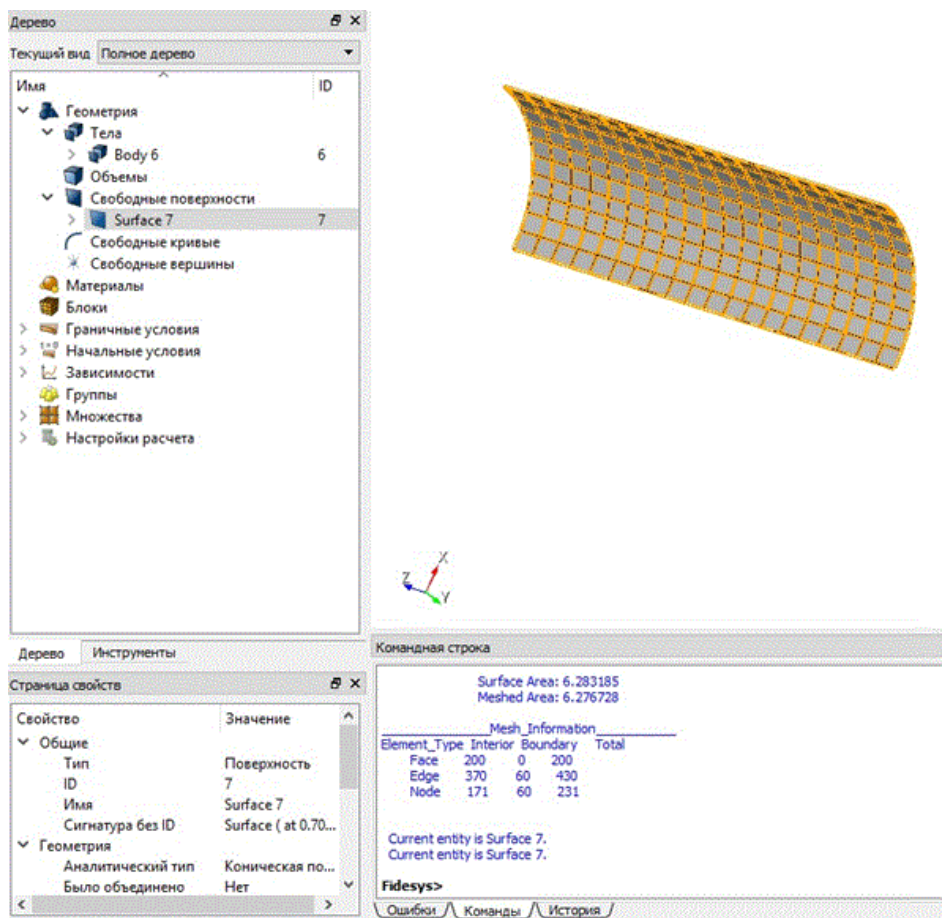 Дерево
Текущий вид Полное дерево
Имя ID
Геометрия
Тела
Body 6 6
Объемы
Свободные поверхности
Surface 7 7
Свободные кривые
Свободные вершины
Материалы
Блоки
Граничные условия
Начальные условия
Зависимости
Группы
Множества
Настройки расчета
Дерево Инструменты
Страница свойств
Свойство Значение
Общие
Тип Поверхность
ID 7
Имя Surface 7
Сигнатура без ID Surface ( at 0.70...
Геометрия
Аналитический тип Коническая по...
Было объединено Нет
X
Z
Y
Командная строка
Surface Area: 6.283185
Meshed Area: 6.276728
______________Mesh_Information__________
Element_Type Interior Boundary Total
Face 200 0 200
Edge 370 60 430
Node 171 60 231
Current entity is Surface 7.
Current entity is Surface 7.
Fidesys>
Ошибки Команды История